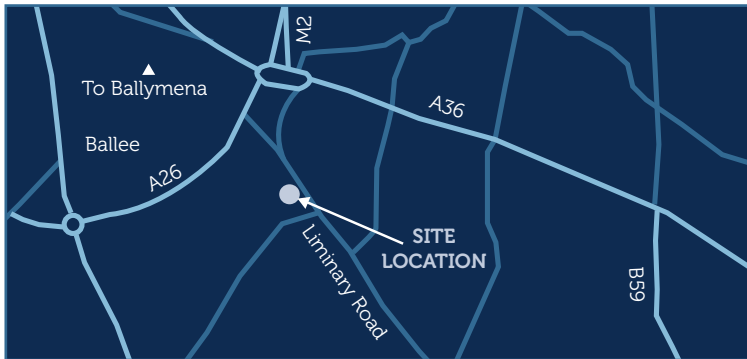 M2
To Ballymena
A36
Ballee
A26
SITE
LOCATION
Liminary Road
B59